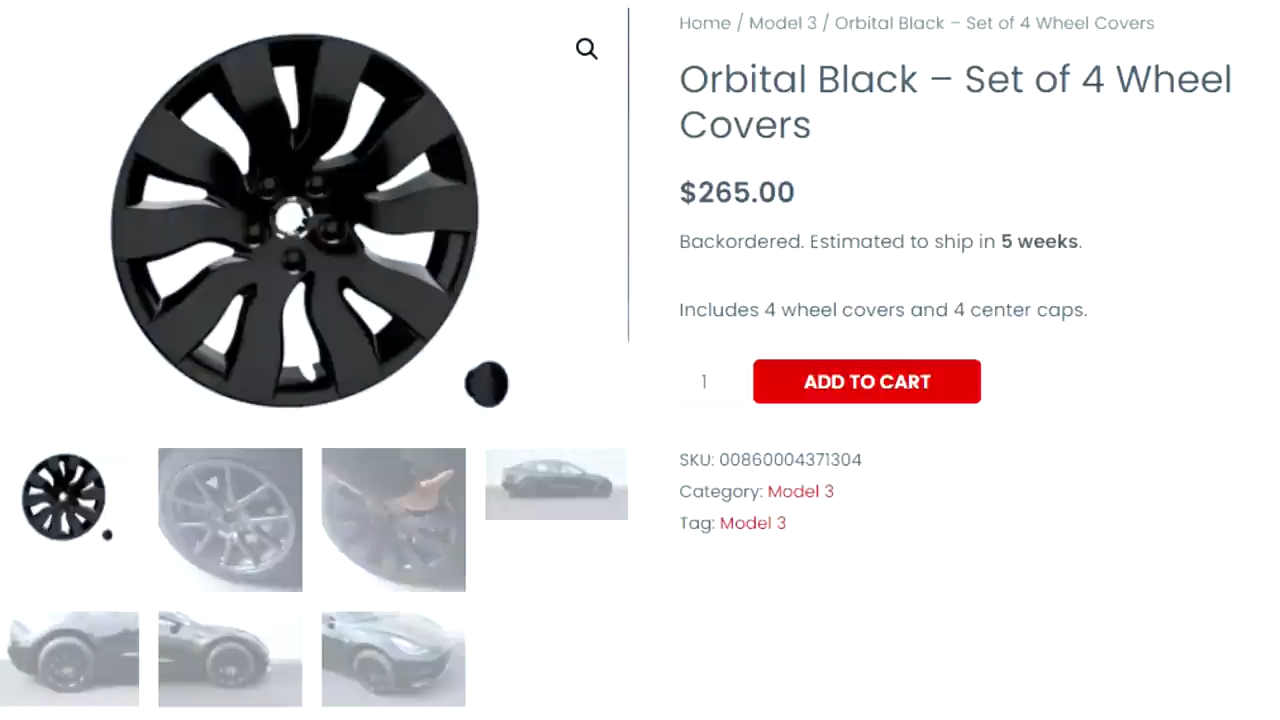 Home / Model 3 / Orbital Black – Set of 4 Wheel Covers
Orbital Black – Set of 4 Wheel
Covers
$265.00
Backordered. Estimated to ship in 5 weeks.
Includes 4 wheel covers and 4 center caps.
1
ADD TO CART
SKU: 00860004371304
Category: Model 3
Tag: Model 3